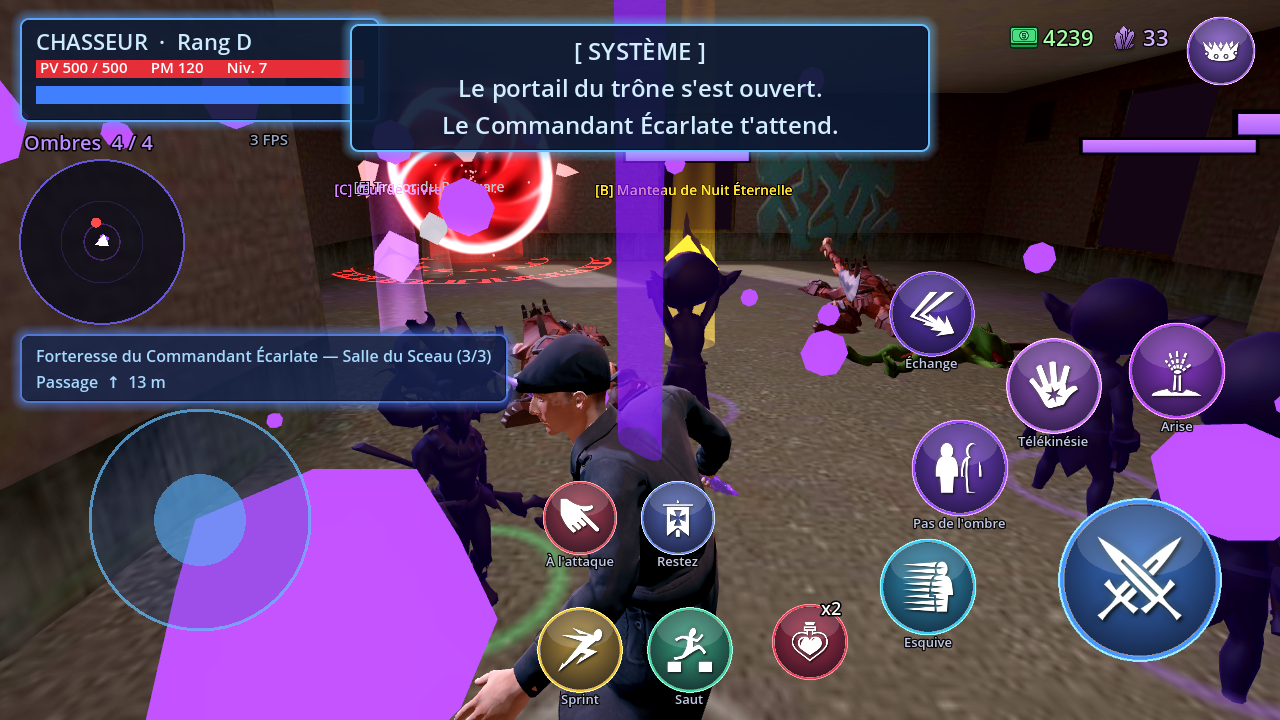 CHASSEUR · Rang D
PV 500 / 500 PM 120 Niv. 7
[ SYSTÈME ]
Le portail du trône s'est ouvert.
Le Commandant Écarlate t'attend.
4239
33
Ombres 4 / 4
3 FPS
[C]
[B] Manteau de Nuit Éternelle
Forteresse du Commandant Écarlate — Salle du Sceau (3/3)
Passage ↑ 13 m
Échange
Télékinésie
Arise
Pas de l'ombre
À l'attaque
Restez
x2
Esquive
Sprint
Saut